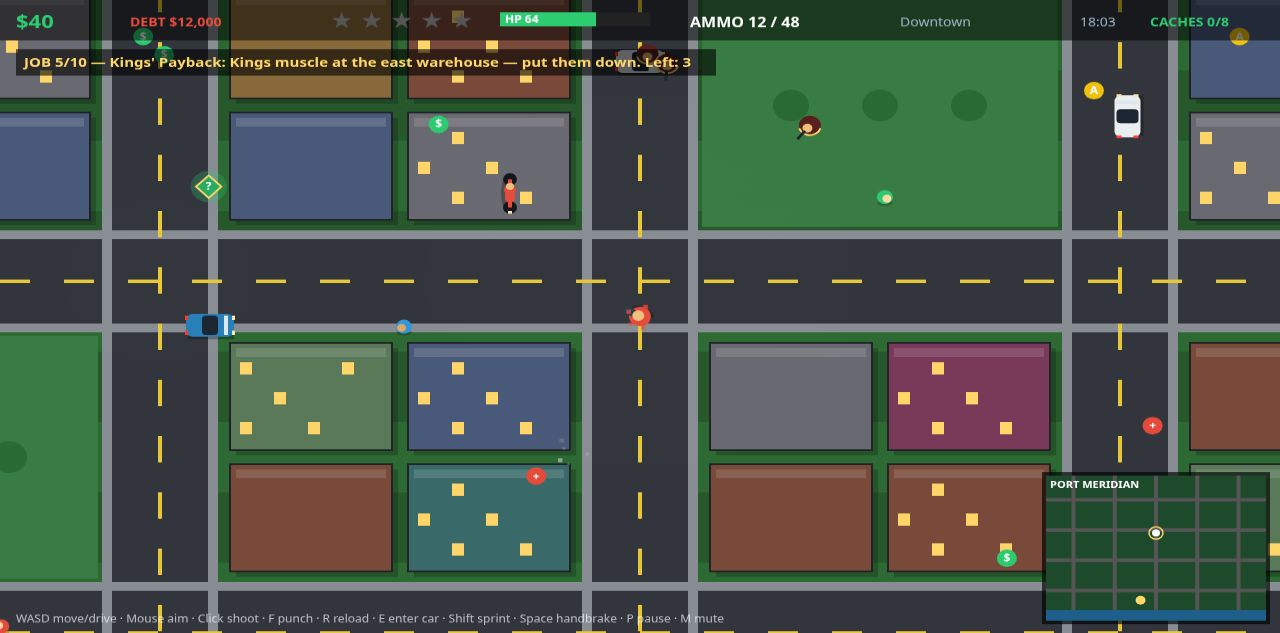 $40
DEBT $12,000
HP 64
AMMO 12 / 48
Downtown
18:03
CACHES 0/8
JOB 5/10 — Kings' Payback: Kings muscle at the east warehouse — put them down. Left: 3
$
$
A
A
$
?
+
+
$
PORT MERIDIAN
WASD move/drive · Mouse aim · Click shoot · F punch · R reload · E enter car · Shift sprint · Space handbrake · P pause · M mute